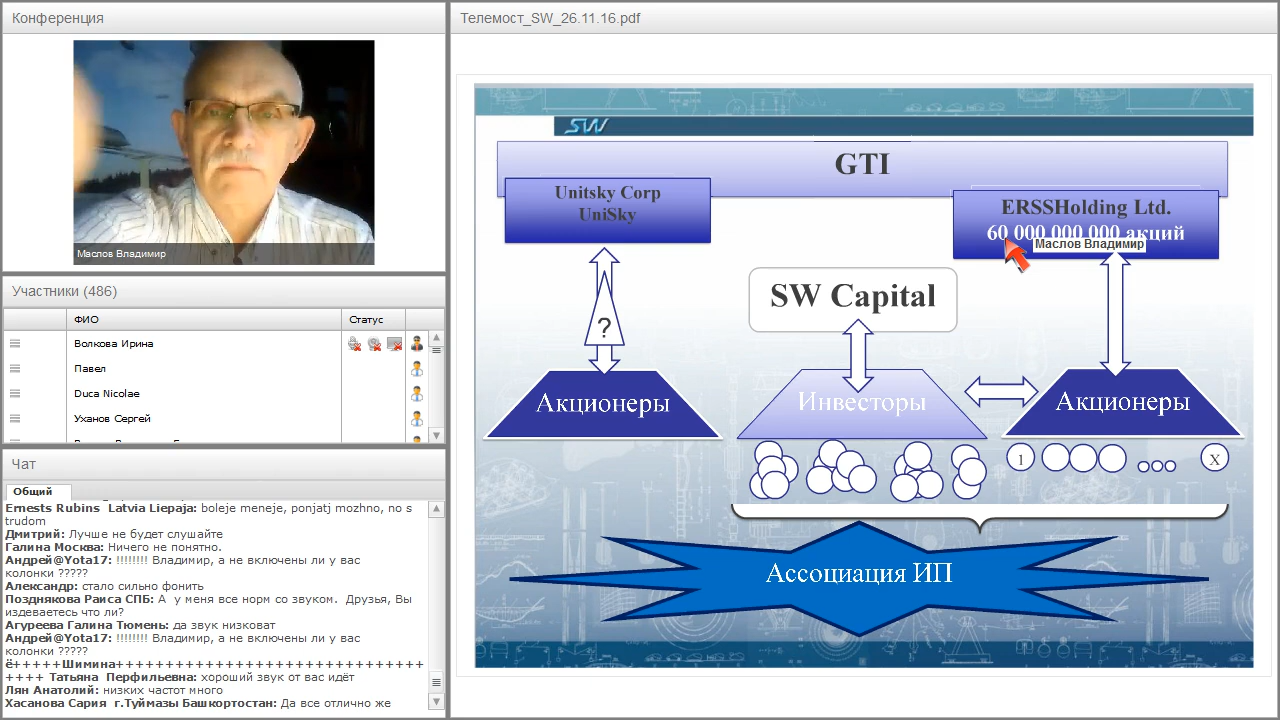 Конференция
Маслов Владимир
Участники (486)
ФИО
Статус
Волкова Ирина
Павел
Duca Nicolae
Уханов Сергей
Чат
Общий
Ernests Rubins Latvia Liepaja: boleje meneje, ponjatj mozhno, no s
trudom
Дмитрий: Лучше не будет слушайте
Галина Москва: Ничего не понятно.
Андрей@Yota17: !!!!!!!! Владимир, а не включены ли у вас
колонки ?????
Александр: стало сильно фонить
Позднякова Раиса СПБ: А у меня все норм со звуком. Друзья, Вы
издеваетесь что ли?
Агуреева Галина Тюмень: да звук низковат
Андрей@Yota17: !!!!!!!! Владимир, а не включены ли у вас
колонки ?????
ё+++++Шимина++++++++++++++++++++++++++++++
++++ Татьяна Перфильевна: хороший звук от вас идёт
Лян Анатолий: низких частот много
Хасанова Сария г.Туймазы Башкортостан: Да все отлично же
Телемост_SW_26.11.16.pdf
SW
GTI
Unitsky Corp
UniSky
ERSSHolding Ltd.
60 000 000 000 акций
Маслов Владимир
SW Capital
?
Акционеры
Инвесторы
Акционеры
1
X
Ассоциация ИП